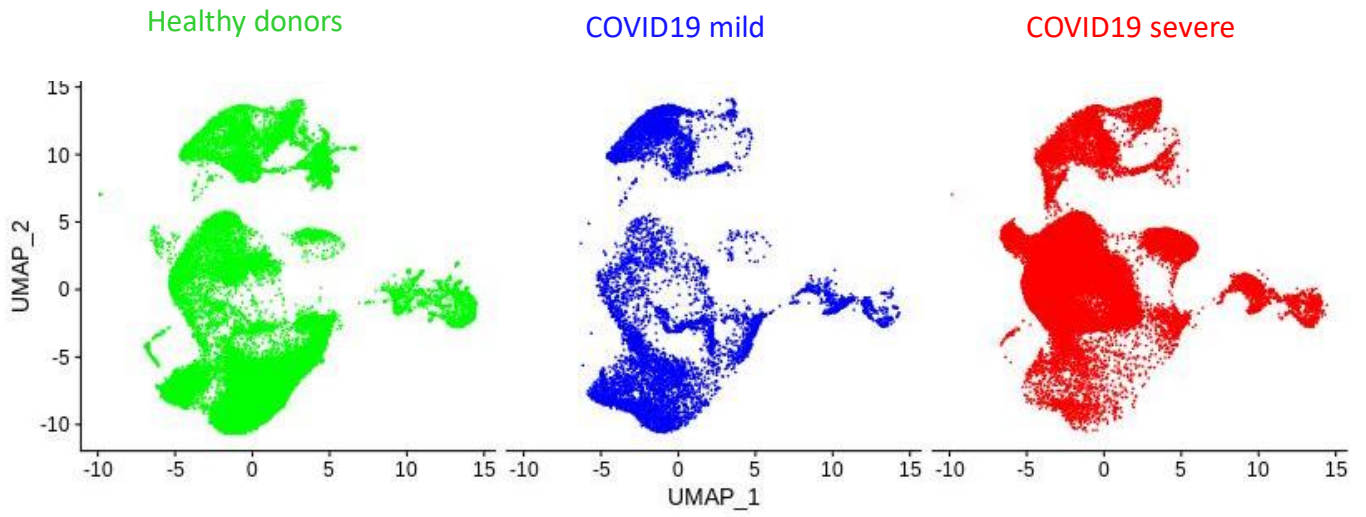 Healthy donors
COVID19 mild
COVID19 severe
UMAP_2
15
10
5
0
-5
-10
-10 -5 0 5 10 15
-10 -5 0 5 10 15
-10 -5 0 5 10 15
UMAP_1